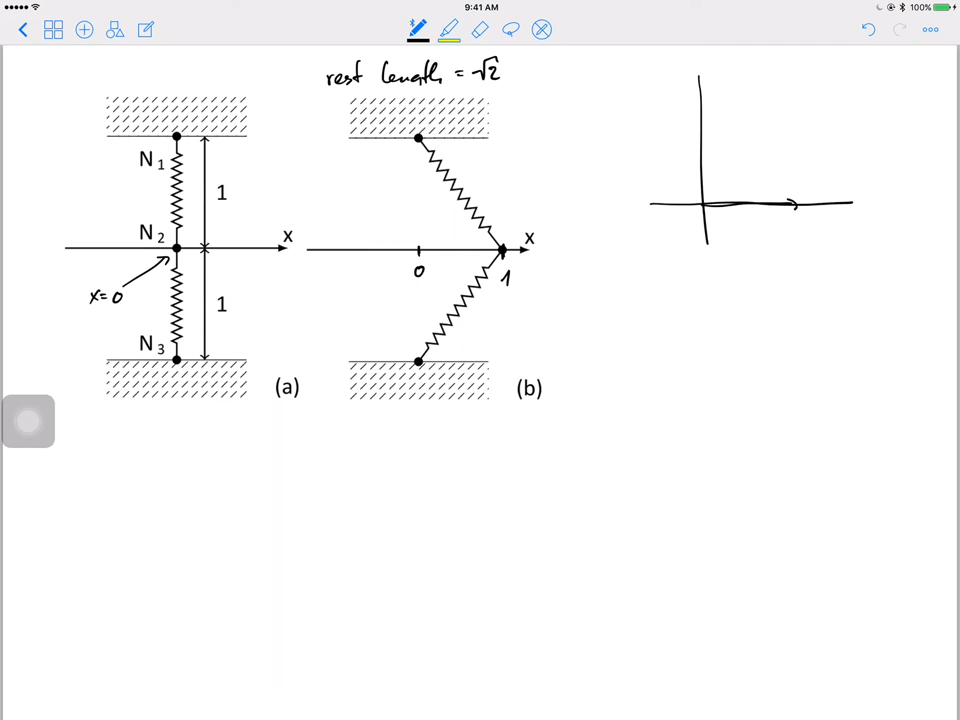 9:41 AM
100%
rest length = √2
N1
1
N2
x
x=0
1
N3
(a)
x
0
1
(b)